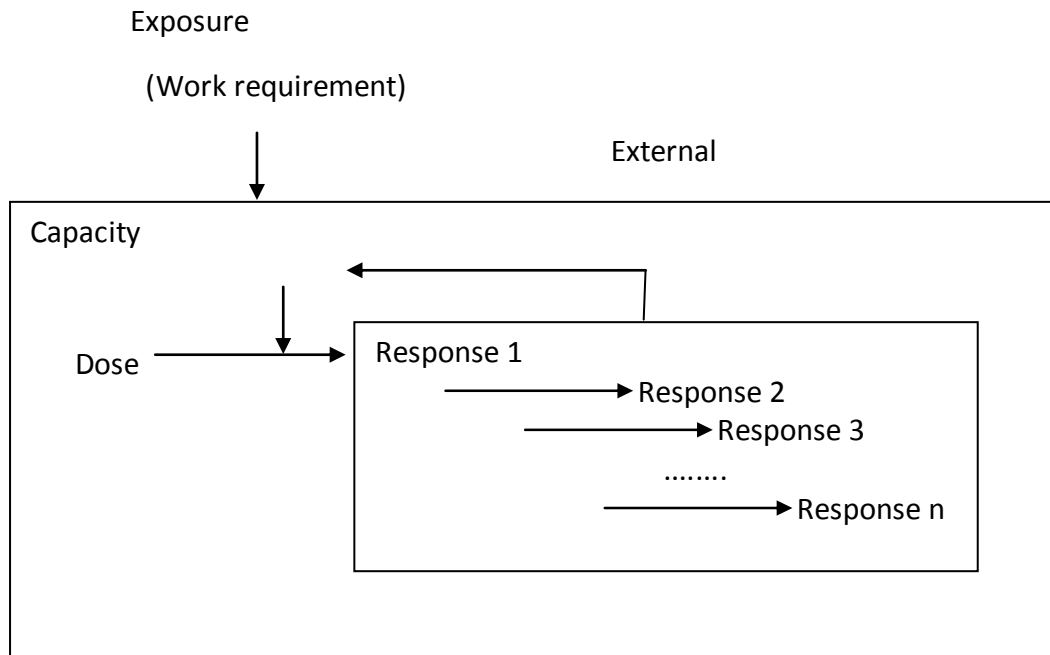 Exposure
(Work requirement)
External
Capacity
Dose
Response 1
Response 2
Response 3
........
Response n